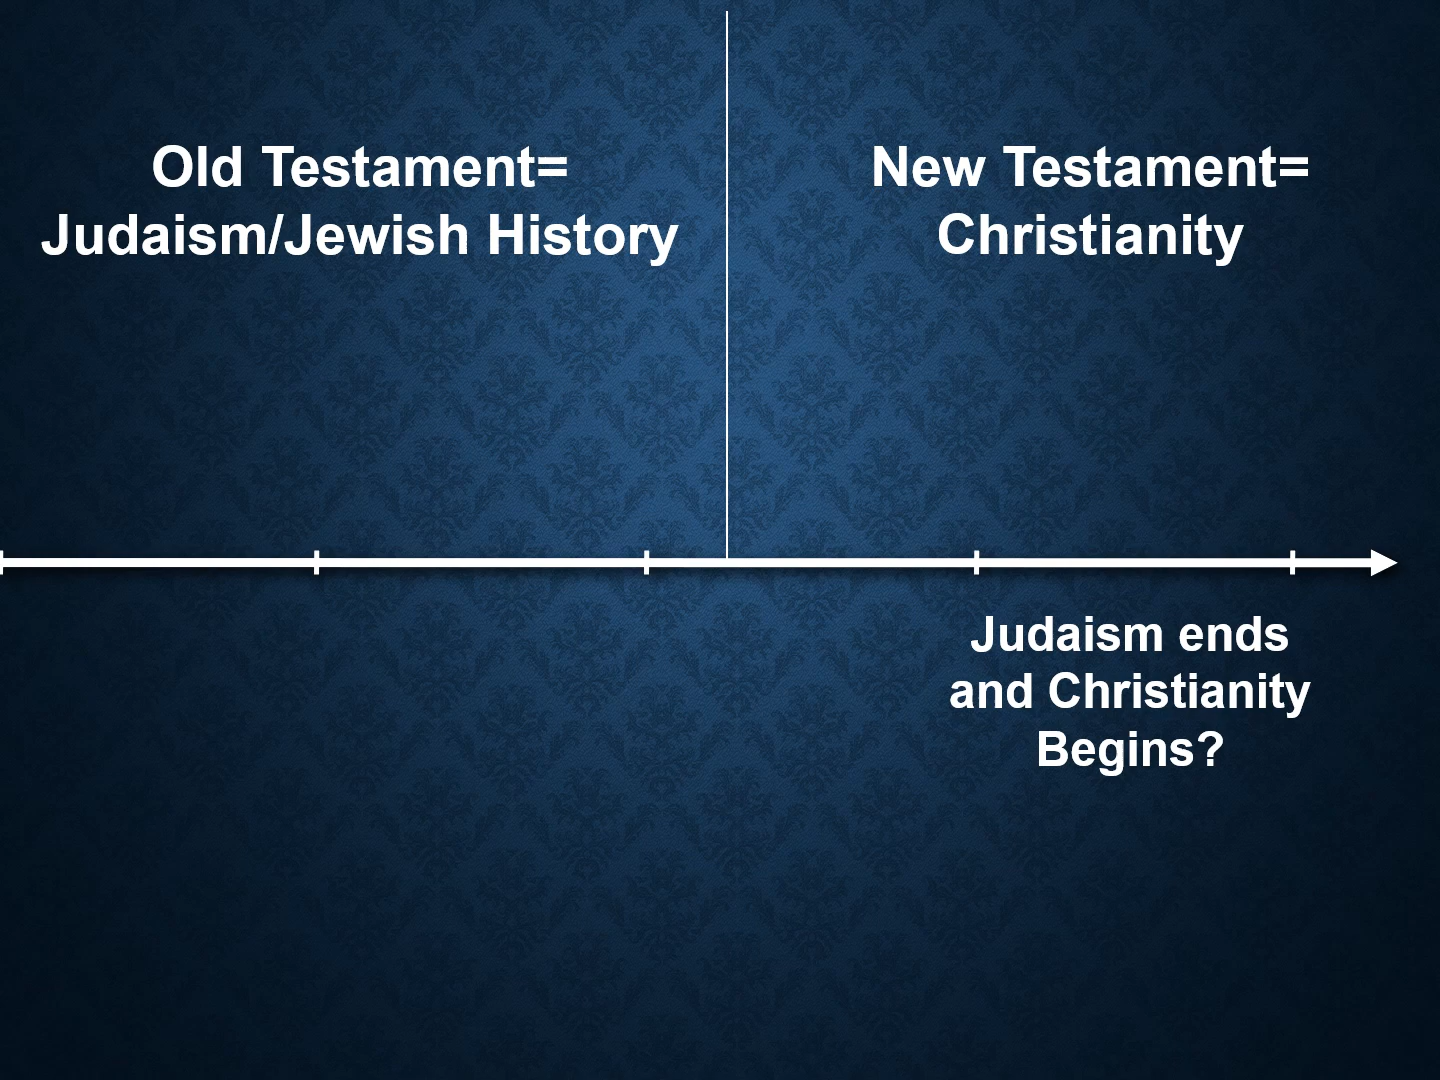 Old Testament=
Judaism/Jewish History
New Testament=
Christianity
Judaism ends
and Christianity
Begins?